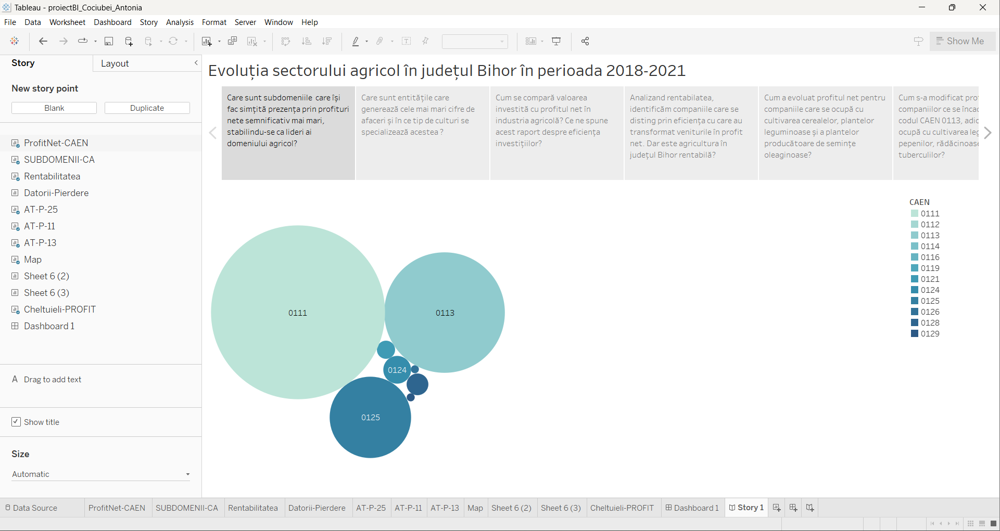 Tableau - proiectBI_Cociubei_Antonia
File Data Worksheet Dashboard Story Analysis Format Server Window Help
Show Me
Story
Layout
New story point
Blank
Duplicate
ProfitNet-CAEN
SUBDOMENII-CA
Rentabilitatea
Datorii-Pierdere
AT-P-25
AT-P-11
AT-P-13
Map
Sheet 6 (2)
Sheet 6 (3)
Cheltuieli-PROFIT
Dashboard 1
A Drag to add text
Show title
Size
Automatic
Evoluția sectorului agricol în județul Bihor în perioada 2018-2021
Care sunt subdomeniile care își
fac simțită prezența prin profituri
nete semnificativ mai mari,
stabilindu-se ca lideri ai
domeniului agricol?
Care sunt entitățile care
generează cele mai mari cifre de
afaceri și în ce tip de culturi se
specializează acestea ?
Cum se compară valoarea
investită cu profitul net în
industria agricolă? Ce ne spune
acest raport despre eficiența
investițiilor?
Analizand rentabilatea,
identificăm companiile care se
disting prin eficiența cu care au
transformat veniturile în profit
net. Dar este agricultura în
județul Bihor rentabilă?
Cum a evoluat profitul net pentru
companiile care se ocupă cu
cultivarea cerealelor, plantelor
leguminoase și a plantelor
producătoare de semințe
oleaginoase?
Cum s-a modificat pro
companiilor ce se înca
codul CAEN 0113, adi
ocupă cu cultivarea le
pepenilor, rădăcinoas
tuberculilor?
0111
0113
0124
0125
CAEN
0111
0112
0113
0114
0116
0119
0121
0124
0125
0126
0128
0129
Data Source
ProfitNet-CAEN
SUBDOMENII-CA
Rentabilitatea
Datorii-Pierdere
AT-P-25
AT-P-11
AT-P-13
Map
Sheet 6 (2)
Sheet 6 (3)
Cheltuieli-PROFIT
Dashboard 1
Story 1